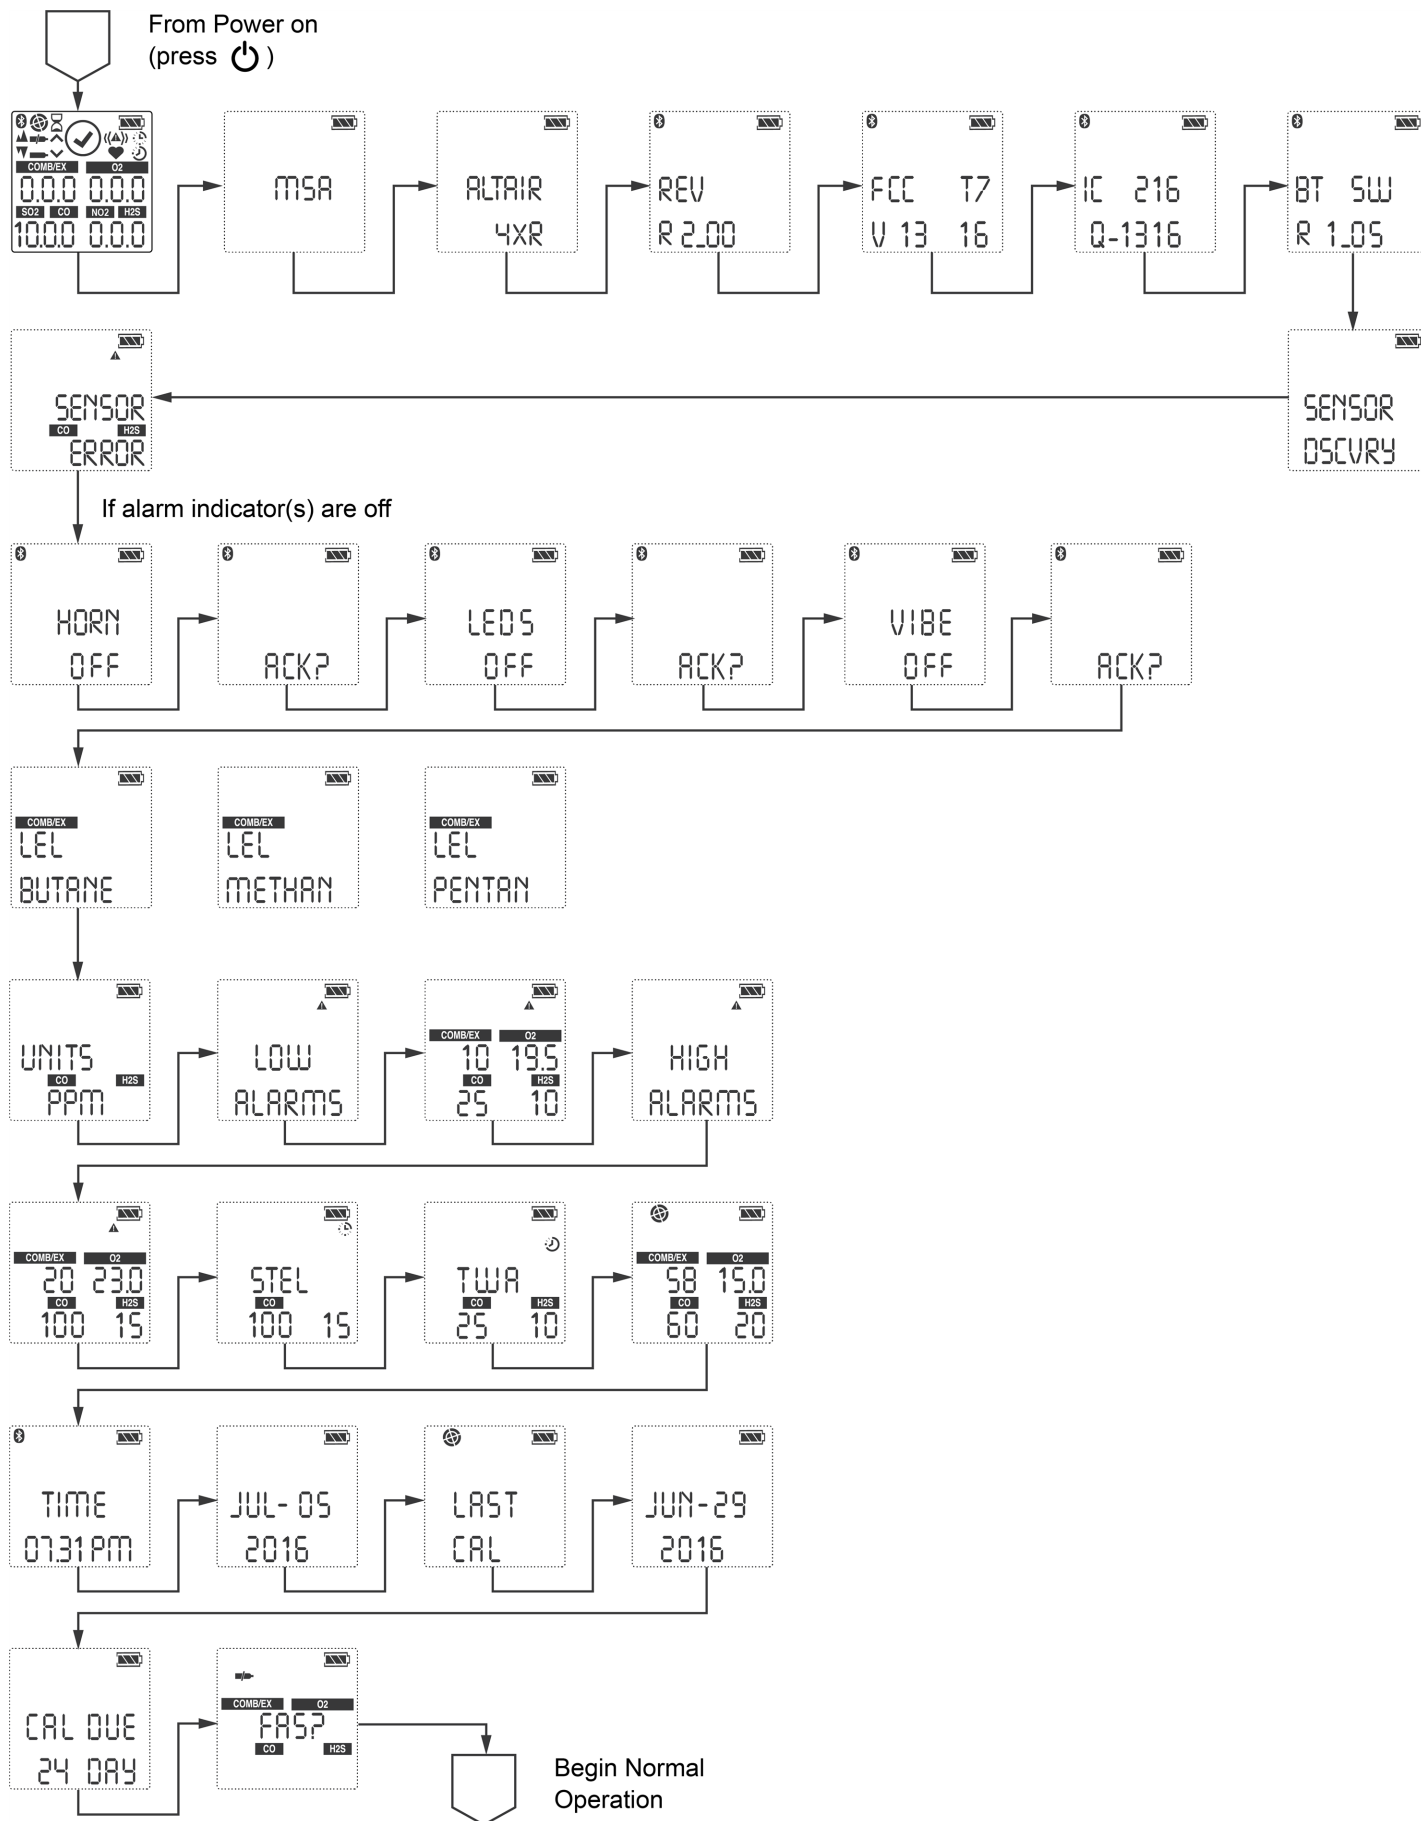 From Power on
(press )
COMB/EX O2
0.0.0 0.0.0
SO2 CO NO2 H2S
10.0.0 0.0.0
MSA
ALTAIR
4XR
REV
R 2_00
FCC T7
V 13 16
IC 216
Q-1316
BT SW
R 1_05
SENSOR
CO H2S
ERROR
SENSOR
DSCVRY
If alarm indicator(s) are off
HORN
OFF
ACK?
LEDS
OFF
ACK?
VIBE
OFF
ACK?
COMB/EX
LEL
BUTANE
COMB/EX
LEL
METHAN
COMB/EX
LEL
PENTAN
UNITS
CO H2S
PPM
LOW
ALARMS
COMB/EX O2
10 19.5
CO H2S
25 10
HIGH
ALARMS
COMB/EX O2
20 23.0
CO H2S
100 15
STEL
CO
100 15
TWA
CO H2S
25 10
COMB/EX O2
58 15.0
CO H2S
60 20
TIME
07.31 PM
JUL- 05
2016
LAST
CAL
JUN-29
2016
CAL DUE
24 DAY
COMB/EX O2
FAS?
CO H2S
Begin Normal
Operation